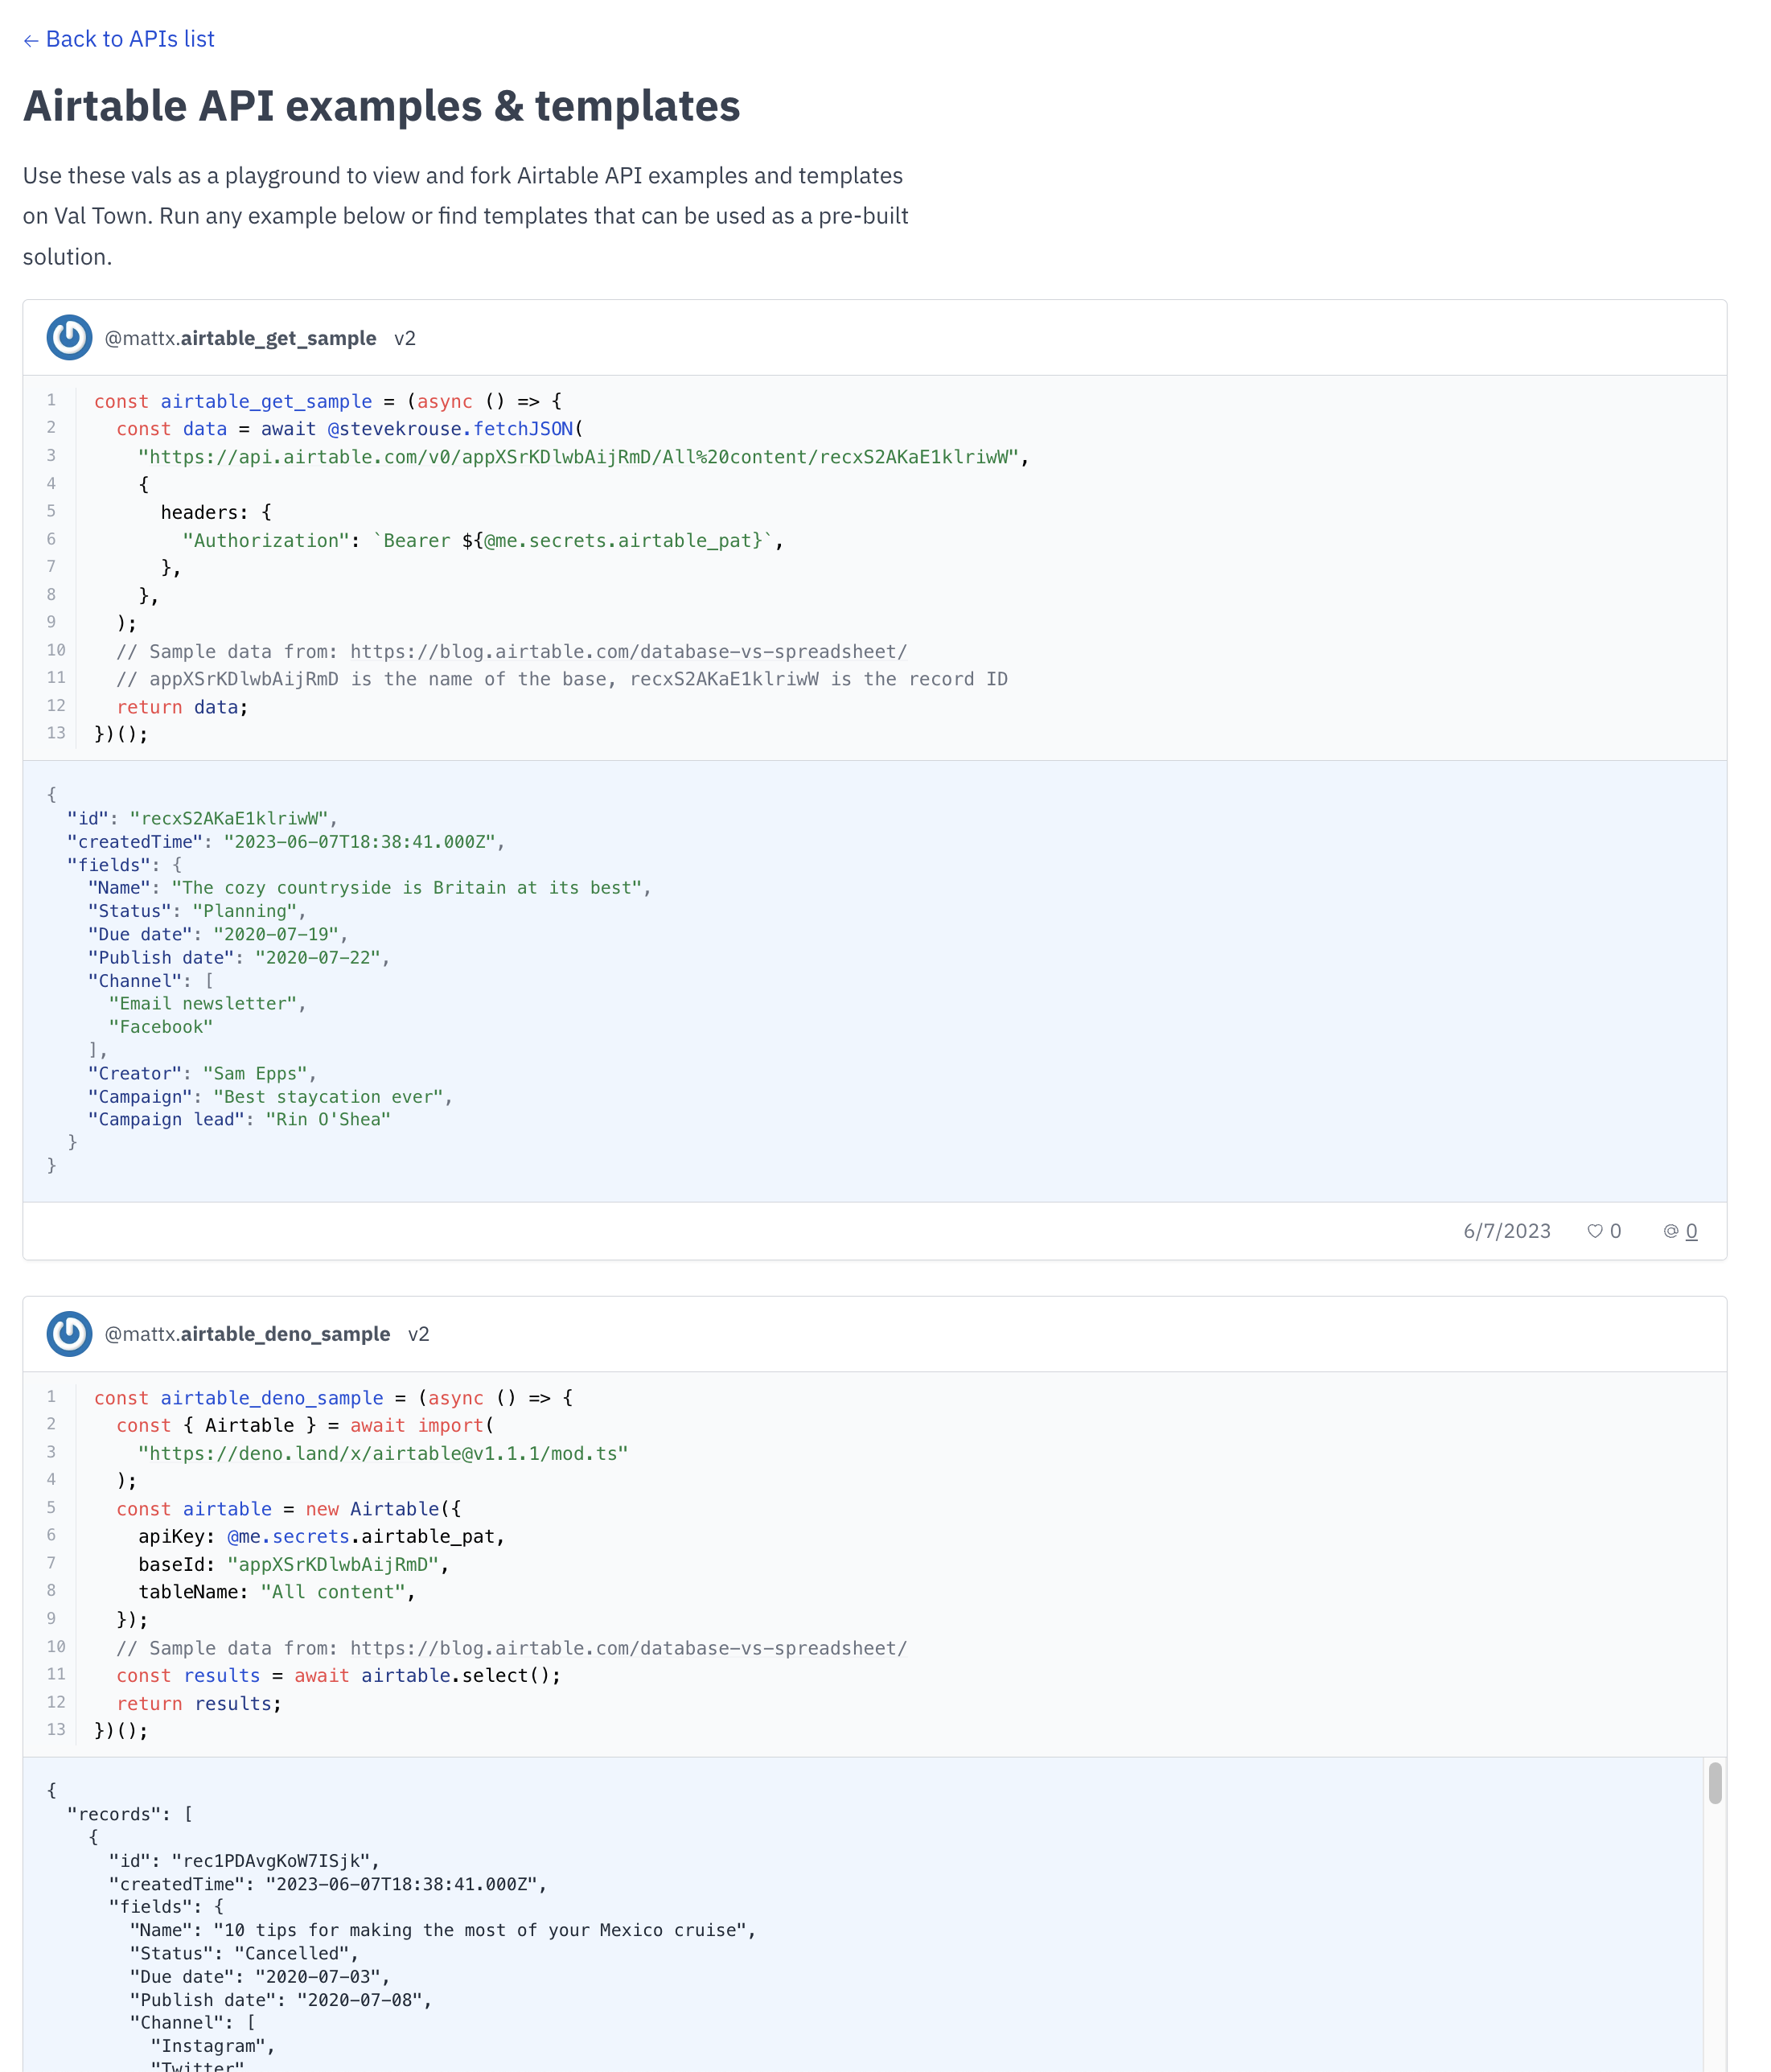 ← Back to APIs list
Airtable API examples & templates
Use these vals as a playground to view and fork Airtable API examples and templates
on Val Town. Run any example below or find templates that can be used as a pre-built
solution.
@mattx.airtable_get_sample v2
1 const airtable_get_sample = (async () => {
2   const data = await @stevekrouse.fetchJSON(
3     "https://api.airtable.com/v0/appXSrKDlwbAijRmD/All%20content/recxS2AKaE1klriwW",
4     {
5       headers: {
6         "Authorization": `Bearer ${@me.secrets.airtable_pat}`,
7       },
8     },
9   );
10   // Sample data from: https://blog.airtable.com/database-vs-spreadsheet/
11   // appXSrKDlwbAijRmD is the name of the base, recxS2AKaE1klriwW is the record ID
12   return data;
13 })();
{
  "id": "recxS2AKaE1klriwW",
  "createdTime": "2023-06-07T18:38:41.000Z",
  "fields": {
    "Name": "The cozy countryside is Britain at its best",
    "Status": "Planning",
    "Due date": "2020-07-19",
    "Publish date": "2020-07-22",
    "Channel": [
      "Email newsletter",
      "Facebook"
    ],
    "Creator": "Sam Epps",
    "Campaign": "Best staycation ever",
    "Campaign lead": "Rin O'Shea"
  }
}
6/7/2023 ♡ 0 @ 0
@mattx.airtable_deno_sample v2
1 const airtable_deno_sample = (async () => {
2   const { Airtable } = await import(
3     "https://deno.land/x/airtable@v1.1.1/mod.ts"
4   );
5   const airtable = new Airtable({
6     apiKey: @me.secrets.airtable_pat,
7     baseId: "appXSrKDlwbAijRmD",
8     tableName: "All content",
9   });
10   // Sample data from: https://blog.airtable.com/database-vs-spreadsheet/
11   const results = await airtable.select();
12   return results;
13 })();
{
  "records": [
    {
      "id": "rec1PDAvgKoW7ISjk",
      "createdTime": "2023-06-07T18:38:41.000Z",
      "fields": {
        "Name": "10 tips for making the most of your Mexico cruise",
        "Status": "Cancelled",
        "Due date": "2020-07-03",
        "Publish date": "2020-07-08",
        "Channel": [
          "Instagram",
          "Twitter"